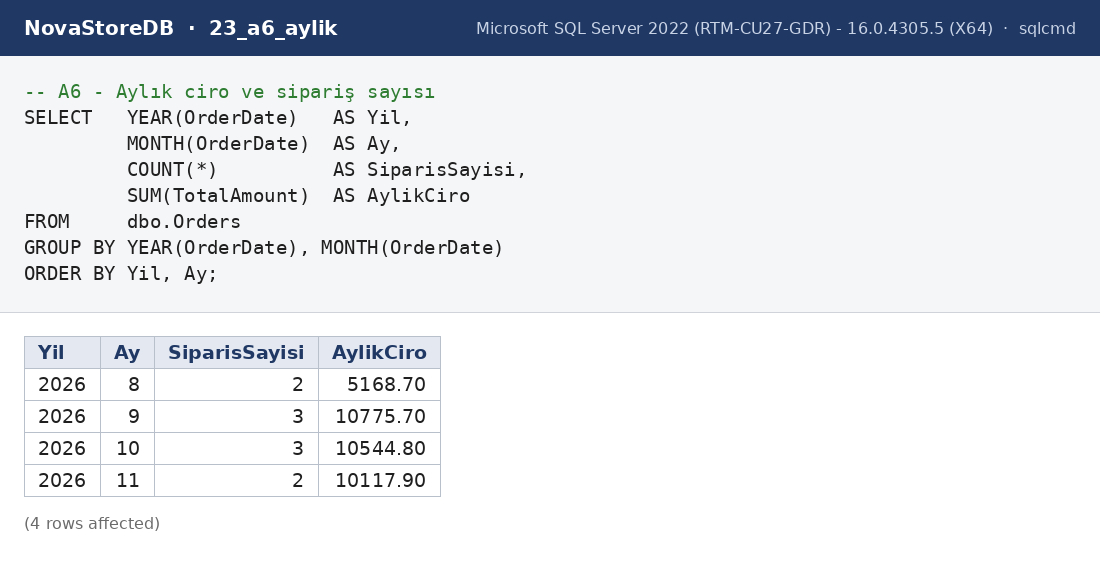 NovaStoreDB · 23_a6_aylik
Microsoft SQL Server 2022 (RTM-CU27-GDR) - 16.0.4305.5 (X64) · sqlcmd
-- A6 - Aylık ciro ve sipariş sayısı
SELECT   YEAR(OrderDate)   AS Yil,
         MONTH(OrderDate)  AS Ay,
         COUNT(*)          AS SiparisSayisi,
         SUM(TotalAmount)  AS AylikCiro
FROM     dbo.Orders
GROUP BY YEAR(OrderDate), MONTH(OrderDate)
ORDER BY Yil, Ay;
Yil Ay SiparisSayisi AylikCiro
2026 8 2 5168.70
2026 9 3 10775.70
2026 10 3 10544.80
2026 11 2 10117.90
(4 rows affected)